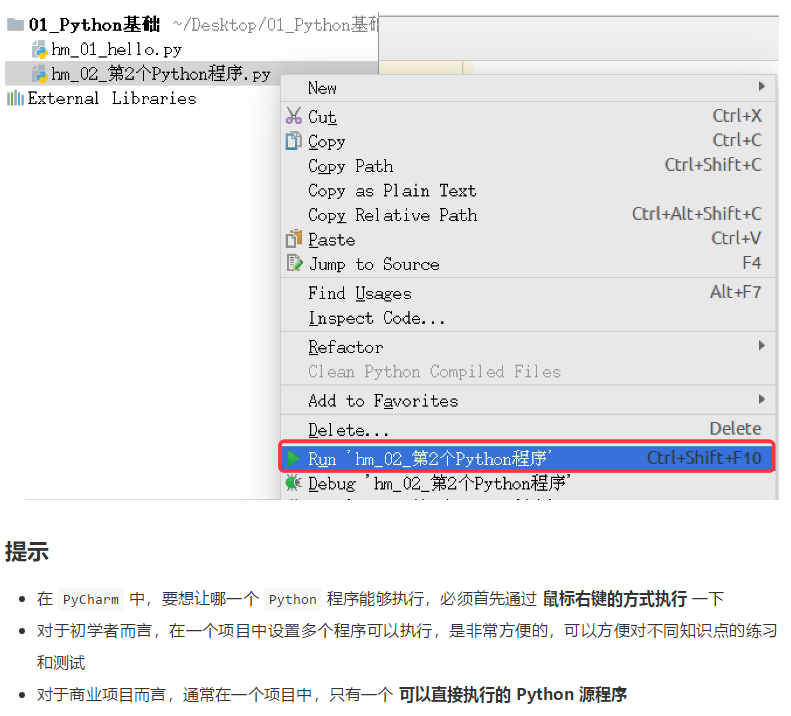 01_Python基础 ~/Desktop/01_Python基
hm_01_hello.py
hm_02_第2个Python程序.py
External Libraries
New
Cut Ctrl+X
Copy Ctrl+C
Copy Path Ctrl+Shift+C
Copy as Plain Text
Copy Relative Path Ctrl+Alt+Shift+C
Paste Ctrl+V
Jump to Source F4
Find Usages Alt+F7
Inspect Code...
Refactor
Clean Python Compiled Files
Add to Favorites
Delete... Delete
Run 'hm_02_第2个Python程序' Ctrl+Shift+F10
Debug 'hm_02_第2个Python程序'
提示
在 PyCharm 中，要想让哪一个 Python 程序能够执行，必须首先通过 鼠标右键的方式执行 一下
对于初学者而言，在一个项目中设置多个程序可以执行，是非常方便的，可以方便对不同知识点的练习
和测试
对于商业项目而言，通常在一个项目中，只有一个 可以直接执行的 Python 源程序